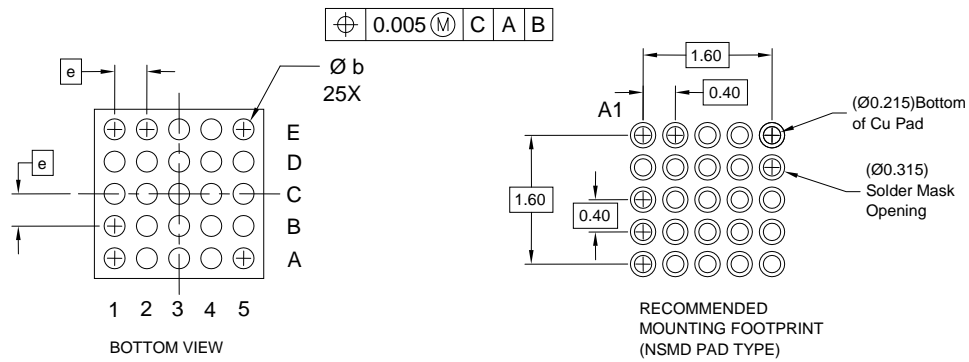 ⌖ 0.005 Ⓜ C A B
e
Ø b
25X
E
D
C
B
A
e
1 2 3 4 5
BOTTOM VIEW
1.60
0.40
A1
(Ø0.215)Bottom
of Cu Pad
1.60
0.40
(Ø0.315)
Solder Mask
Opening
RECOMMENDED
MOUNTING FOOTPRINT
(NSMD PAD TYPE)